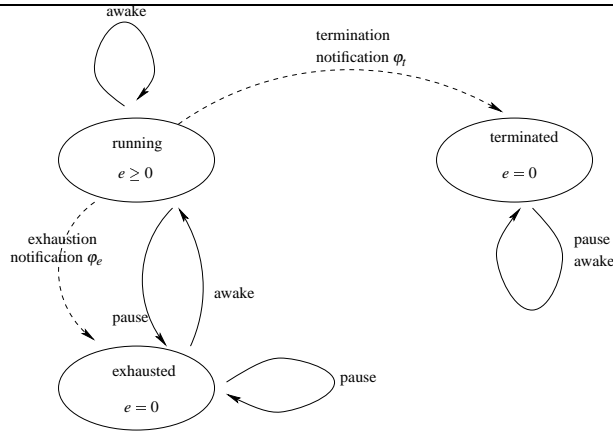 awake
termination
notification φt
running
e ≥ 0
terminated
e = 0
exhaustion
notification φe
pause
awake
pause
awake
exhausted
e = 0
pause